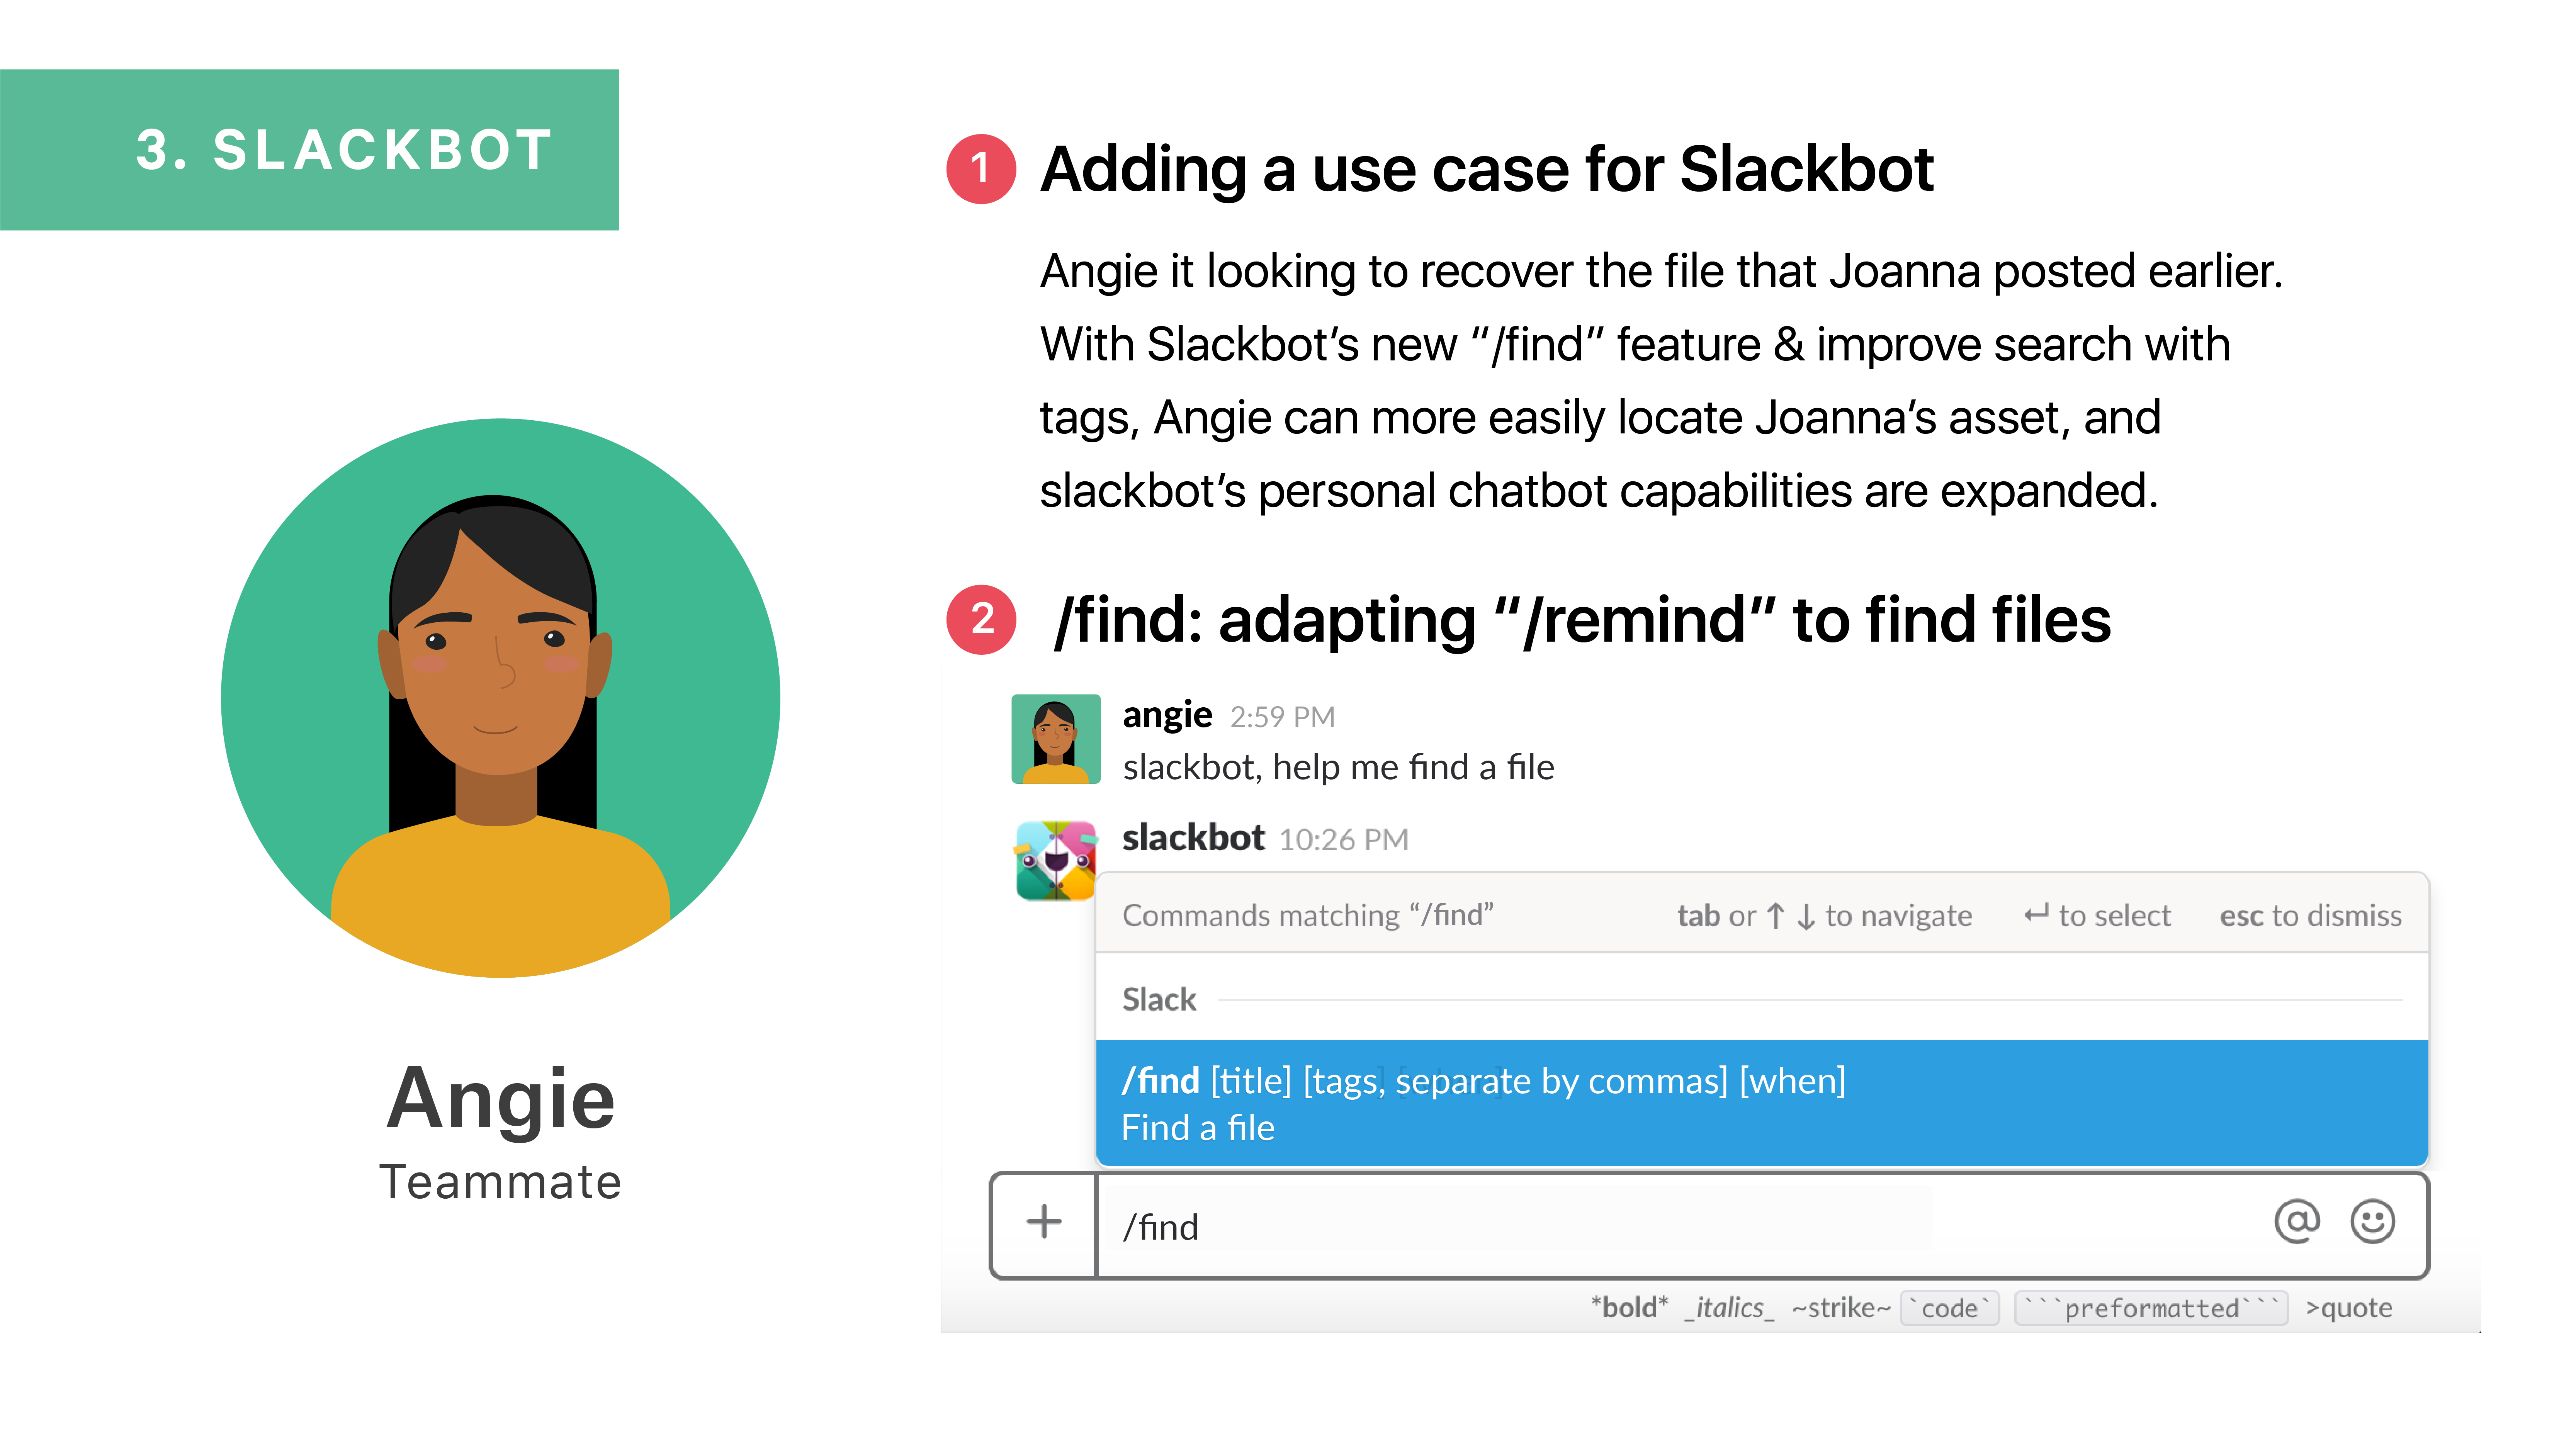 3. SLACKBOT
Angie
Teammate
1 Adding a use case for Slackbot
Angie it looking to recover the file that Joanna posted earlier.
With Slackbot’s new “/find” feature & improve search with
tags, Angie can more easily locate Joanna’s asset, and
slackbot’s personal chatbot capabilities are expanded.
2 /find: adapting “/remind” to find files
angie 2:59 PM
slackbot, help me find a file
slackbot 10:26 PM
Commands matching “/find” tab or ↑ ↓ to navigate ↵ to select esc to dismiss
Slack
/find [title] [tags, separate by commas] [when]
Find a file
+ /find @
*bold* _italics_ ~strike~ `code` ```preformatted``` >quote